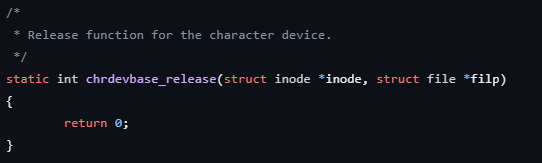 /*
 * Release function for the character device.
 */
static int chrdevbase_release(struct inode *inode, struct file *filp)
{
        return 0;
}